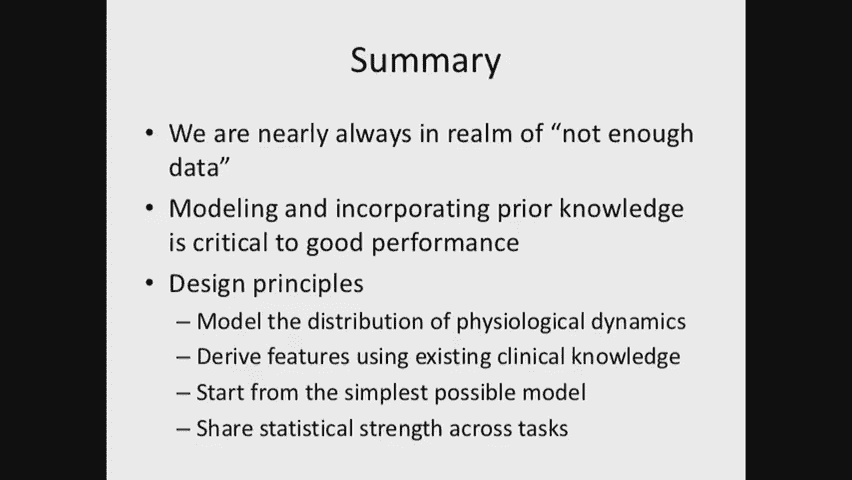 Summary
• We are nearly always in realm of “not enough
data”
• Modeling and incorporating prior knowledge
is critical to good performance
• Design principles
– Model the distribution of physiological dynamics
– Derive features using existing clinical knowledge
– Start from the simplest possible model
– Share statistical strength across tasks